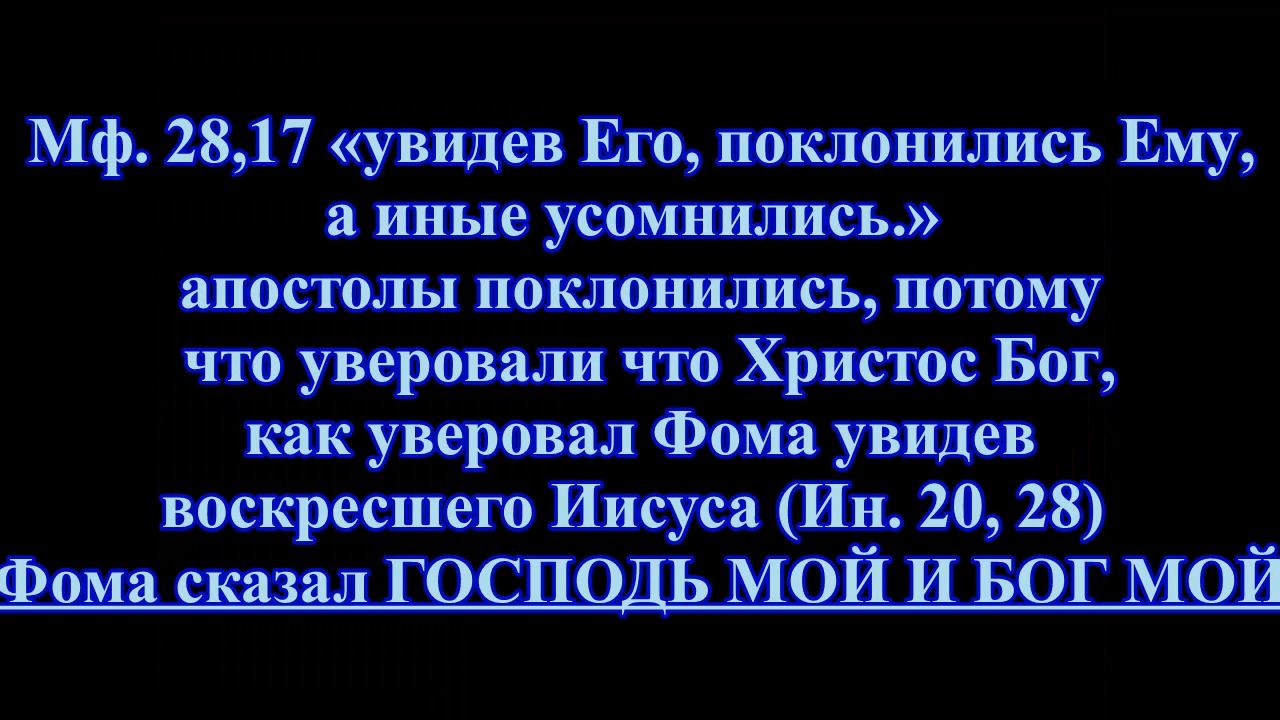 Мф. 28,17 «увидев Его, поклонились Ему,
а иные усомнились.»
апостолы поклонились, потому
что уверовали что Христос Бог,
как уверовал Фома увидев
воскресшего Иисуса (Ин. 20, 28)
Фома сказал ГОСПОДЬ МОЙ И БОГ МОЙ